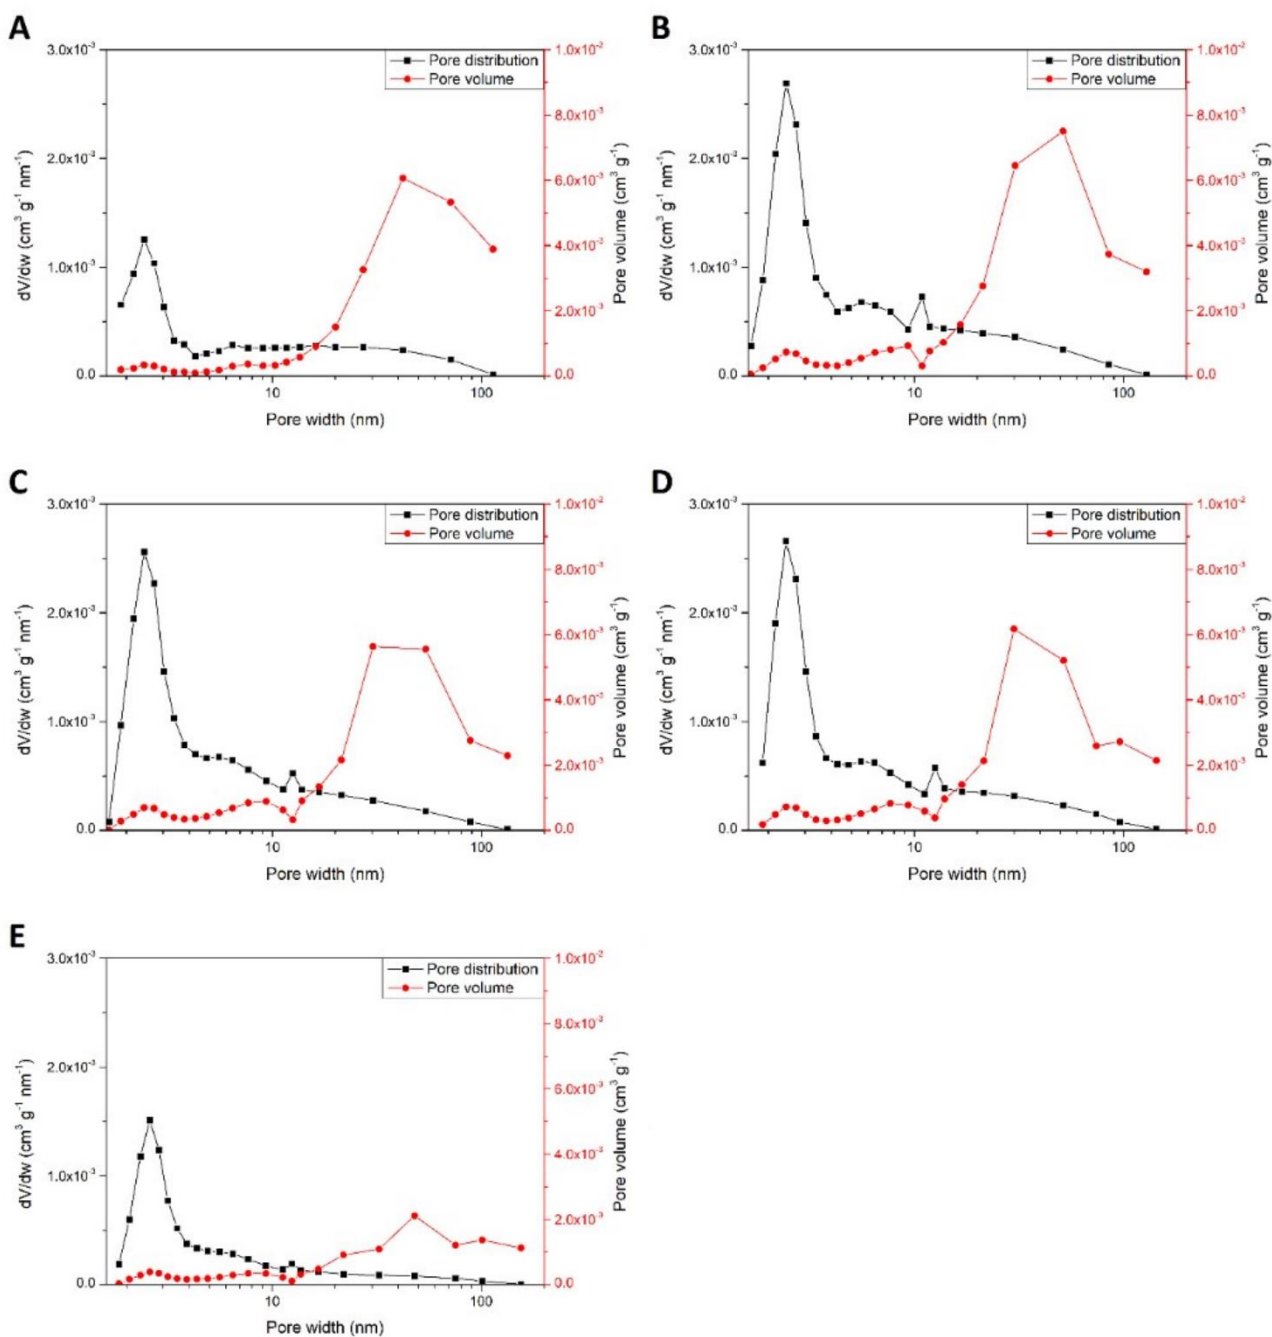 A
Pore distribution
Pore volume
3.0x10⁻³
2.0x10⁻³
1.0x10⁻³
0.0
dV/dw (cm³ g⁻¹ nm⁻¹)
1.0x10⁻²
8.0x10⁻³
6.0x10⁻³
4.0x10⁻³
2.0x10⁻³
0.0
Pore volume (cm³ g⁻¹)
10 100
Pore width (nm)
B
Pore distribution
Pore volume
3.0x10⁻³
2.0x10⁻³
1.0x10⁻³
0.0
dV/dw (cm³ g⁻¹ nm⁻¹)
1.0x10⁻²
8.0x10⁻³
6.0x10⁻³
4.0x10⁻³
2.0x10⁻³
0.0
Pore volume (cm³ g⁻¹)
10 100
Pore width (nm)
C
Pore distribution
Pore volume
3.0x10⁻³
2.0x10⁻³
1.0x10⁻³
0.0
dV/dw (cm³ g⁻¹ nm⁻¹)
1.0x10⁻²
8.0x10⁻³
6.0x10⁻³
4.0x10⁻³
2.0x10⁻³
0.0
Pore volume (cm³ g⁻¹)
10 100
Pore width (nm)
D
Pore distribution
Pore volume
3.0x10⁻³
2.0x10⁻³
1.0x10⁻³
0.0
dV/dw (cm³ g⁻¹ nm⁻¹)
1.0x10⁻²
8.0x10⁻³
6.0x10⁻³
4.0x10⁻³
2.0x10⁻³
0.0
Pore volume (cm³ g⁻¹)
10 100
Pore width (nm)
E
Pore distribution
Pore volume
3.0x10⁻³
2.0x10⁻³
1.0x10⁻³
0.0
dV/dw (cm³ g⁻¹ nm⁻¹)
1.0x10⁻²
8.0x10⁻³
6.0x10⁻³
4.0x10⁻³
2.0x10⁻³
0.0
Pore volume (cm³ g⁻¹)
10 100
Pore width (nm)